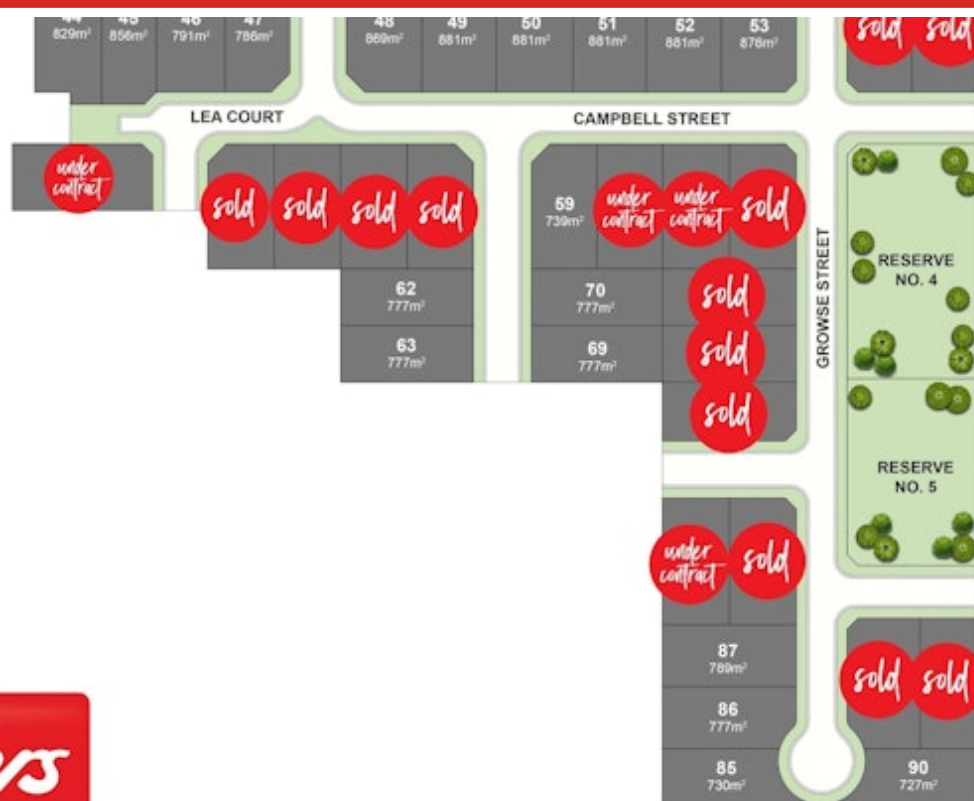 44 45 46 47 48 49 50 51 52 53
829m² 856m² 791m² 786m² 869m² 881m² 881m² 881m² 881m² 876m²
sold sold
LEA COURT
CAMPBELL STREET
under
contract
sold sold sold sold
59
739m²
under
contract
under
contract
sold
GROWSE STREET
RESERVE
NO. 4
62
777m²
70
777m²
sold
63
777m²
69
777m²
sold
sold
RESERVE
NO. 5
under
contract
sold
87
789m²
sold sold
86
777m²
85
730m²
90
727m²